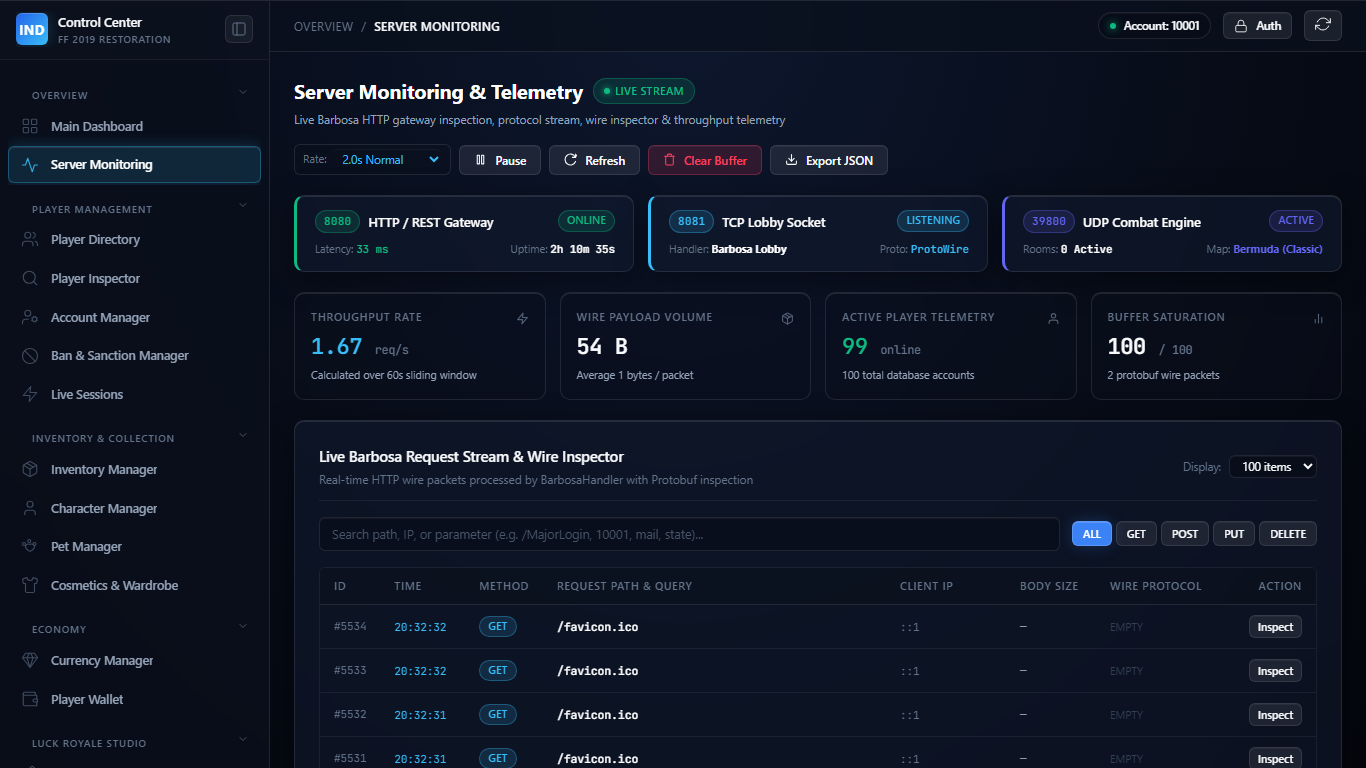 IND
Control Center
FF 2019 RESTORATION
OVERVIEW / SERVER MONITORING
Account: 10001
Auth
OVERVIEW
Main Dashboard
Server Monitoring
PLAYER MANAGEMENT
Player Directory
Player Inspector
Account Manager
Ban & Sanction Manager
Live Sessions
INVENTORY & COLLECTION
Inventory Manager
Character Manager
Pet Manager
Cosmetics & Wardrobe
ECONOMY
Currency Manager
Player Wallet
LUCK ROYALE STUDIO
Server Monitoring & Telemetry LIVE STREAM
Live Barbosa HTTP gateway inspection, protocol stream, wire inspector & throughput telemetry
Rate: 2.0s Normal Pause Refresh Clear Buffer Export JSON
8080 HTTP / REST Gateway ONLINE
Latency: 33 ms Uptime: 2h 10m 35s
8081 TCP Lobby Socket LISTENING
Handler: Barbosa Lobby Proto: ProtoWire
39800 UDP Combat Engine ACTIVE
Rooms: 0 Active Map: Bermuda (Classic)
THROUGHPUT RATE
1.67 req/s
Calculated over 60s sliding window
WIRE PAYLOAD VOLUME
54 B
Average 1 bytes / packet
ACTIVE PLAYER TELEMETRY
99 online
100 total database accounts
BUFFER SATURATION
100 / 100
2 protobuf wire packets
Live Barbosa Request Stream & Wire Inspector
Real-time HTTP wire packets processed by BarbosaHandler with Protobuf inspection
Display: 100 items
Search path, IP, or parameter (e.g. /MajorLogin, 10001, mail, state)...
ALL GET POST PUT DELETE
ID TIME METHOD REQUEST PATH & QUERY CLIENT IP BODY SIZE WIRE PROTOCOL ACTION
#5534 20:32:32 GET /favicon.ico ::1 — EMPTY Inspect
#5533 20:32:32 GET /favicon.ico ::1 — EMPTY Inspect
#5532 20:32:31 GET /favicon.ico ::1 — EMPTY Inspect
#5531 20:32:31 GET /favicon.ico ::1 — EMPTY Inspect